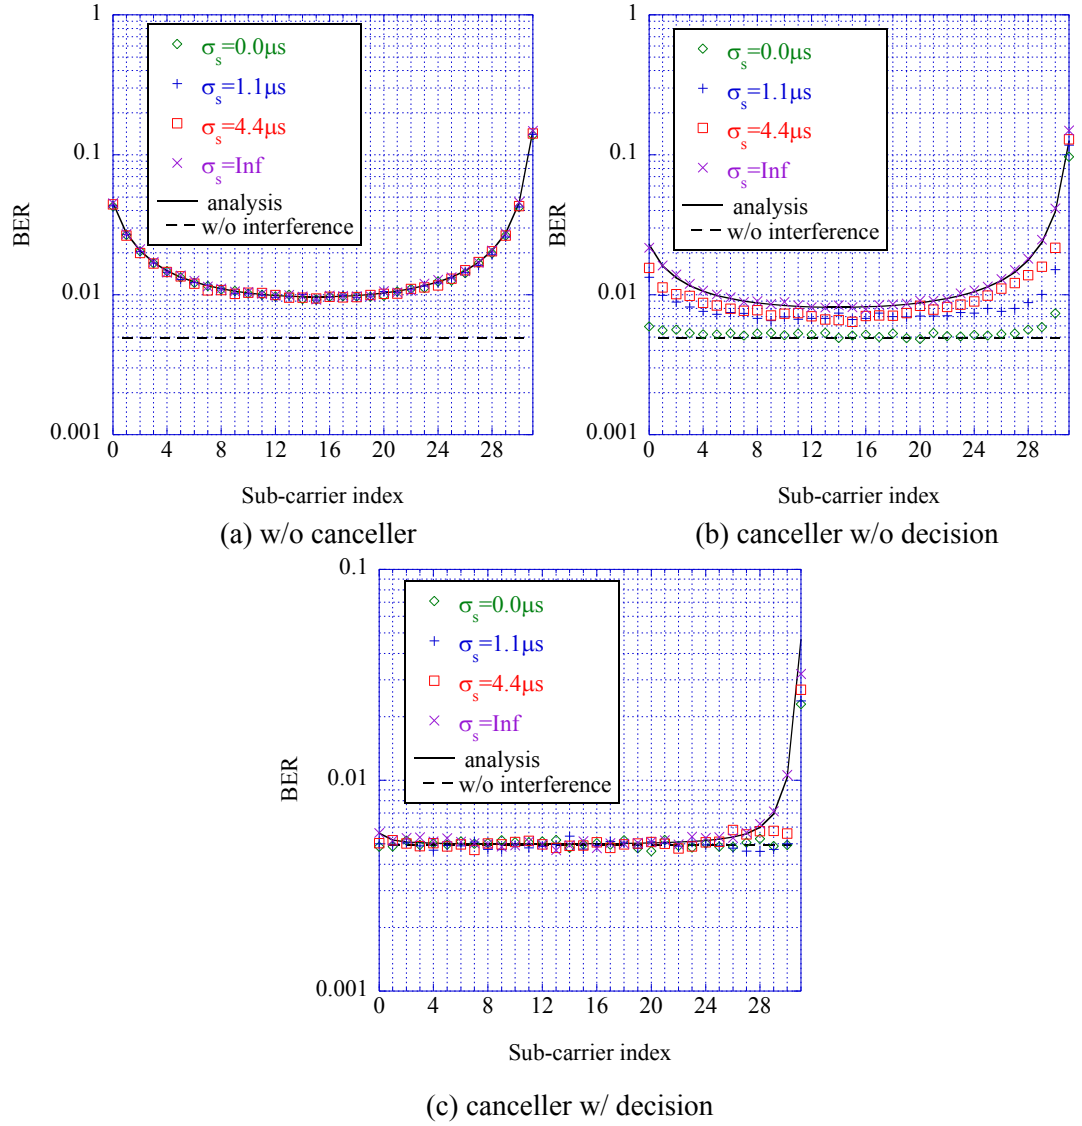 1
0.1
0.01
0.001
BER
σs=0.0μs
σs=1.1μs
σs=4.4μs
σs=Inf
analysis
w/o interference
0 4 8 12 16 20 24 28
Sub-carrier index
(a) w/o canceller
1
0.1
0.01
0.001
BER
σs=0.0μs
σs=1.1μs
σs=4.4μs
σs=Inf
analysis
w/o interference
0 4 8 12 16 20 24 28
Sub-carrier index
(b) canceller w/o decision
0.1
0.01
0.001
BER
σs=0.0μs
σs=1.1μs
σs=4.4μs
σs=Inf
analysis
w/o interference
0 4 8 12 16 20 24 28
Sub-carrier index
(c) canceller w/ decision